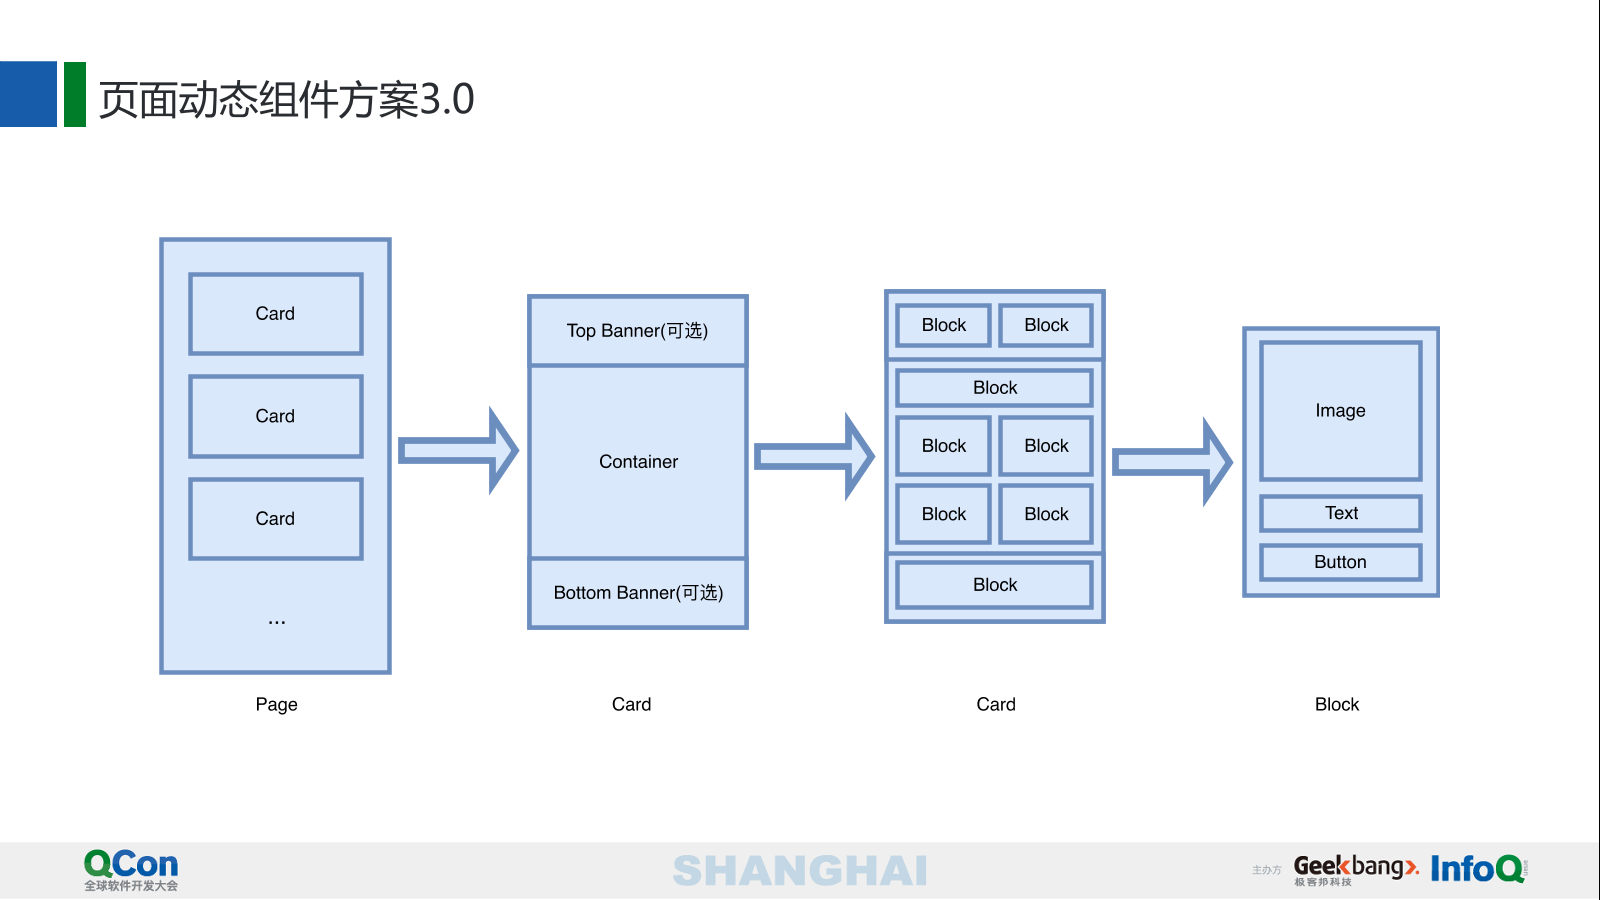 页面动态组件方案3.0
Card
Card
Card
...
Page
Top Banner(可选)
Container
Bottom Banner(可选)
Card
Block Block
Block
Block Block
Block Block
Block
Card
Image
Text
Button
Block
QCon
全球软件开发大会
SHANGHAI
主办方
Geekbang>.
极客邦科技
InfoQ